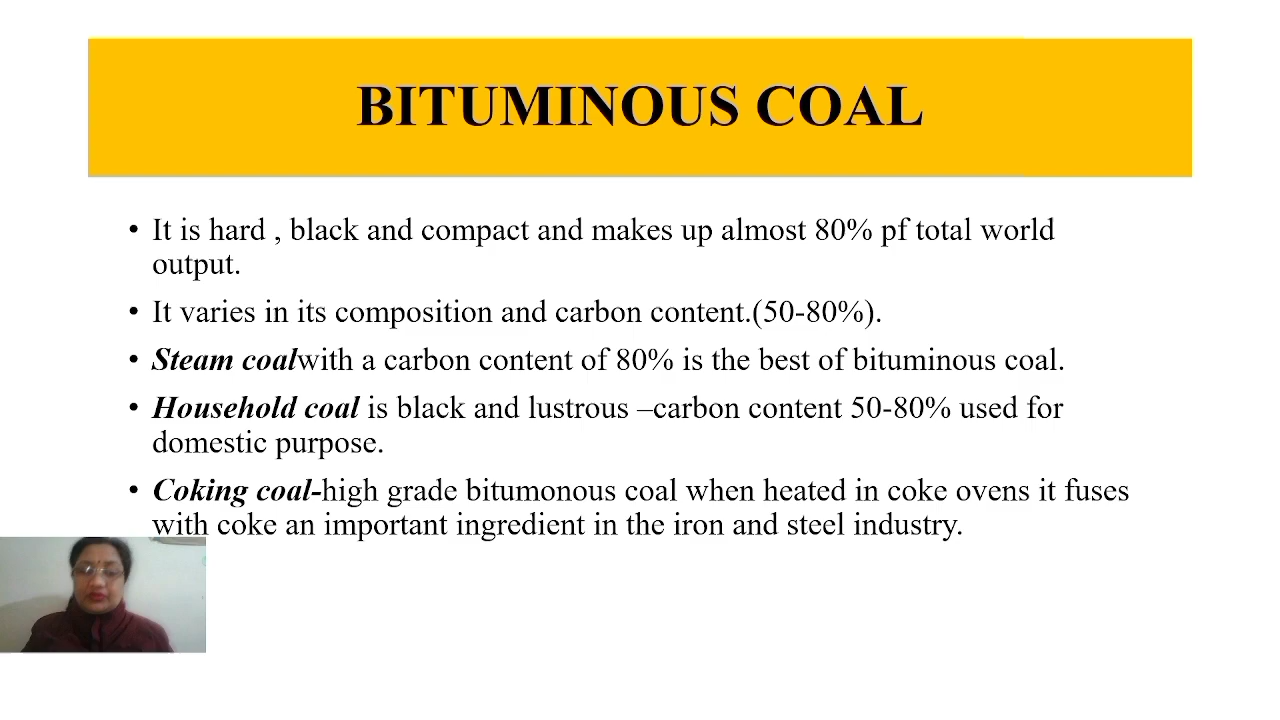 BITUMINOUS COAL
• It is hard , black and compact and makes up almost 80% pf total world
output.
• It varies in its composition and carbon content.(50-80%).
• Steam coalwith a carbon content of 80% is the best of bituminous coal.
• Household coal is black and lustrous –carbon content 50-80% used for
domestic purpose.
• Coking coal-high grade bitumonous coal when heated in coke ovens it fuses
with coke an important ingredient in the iron and steel industry.